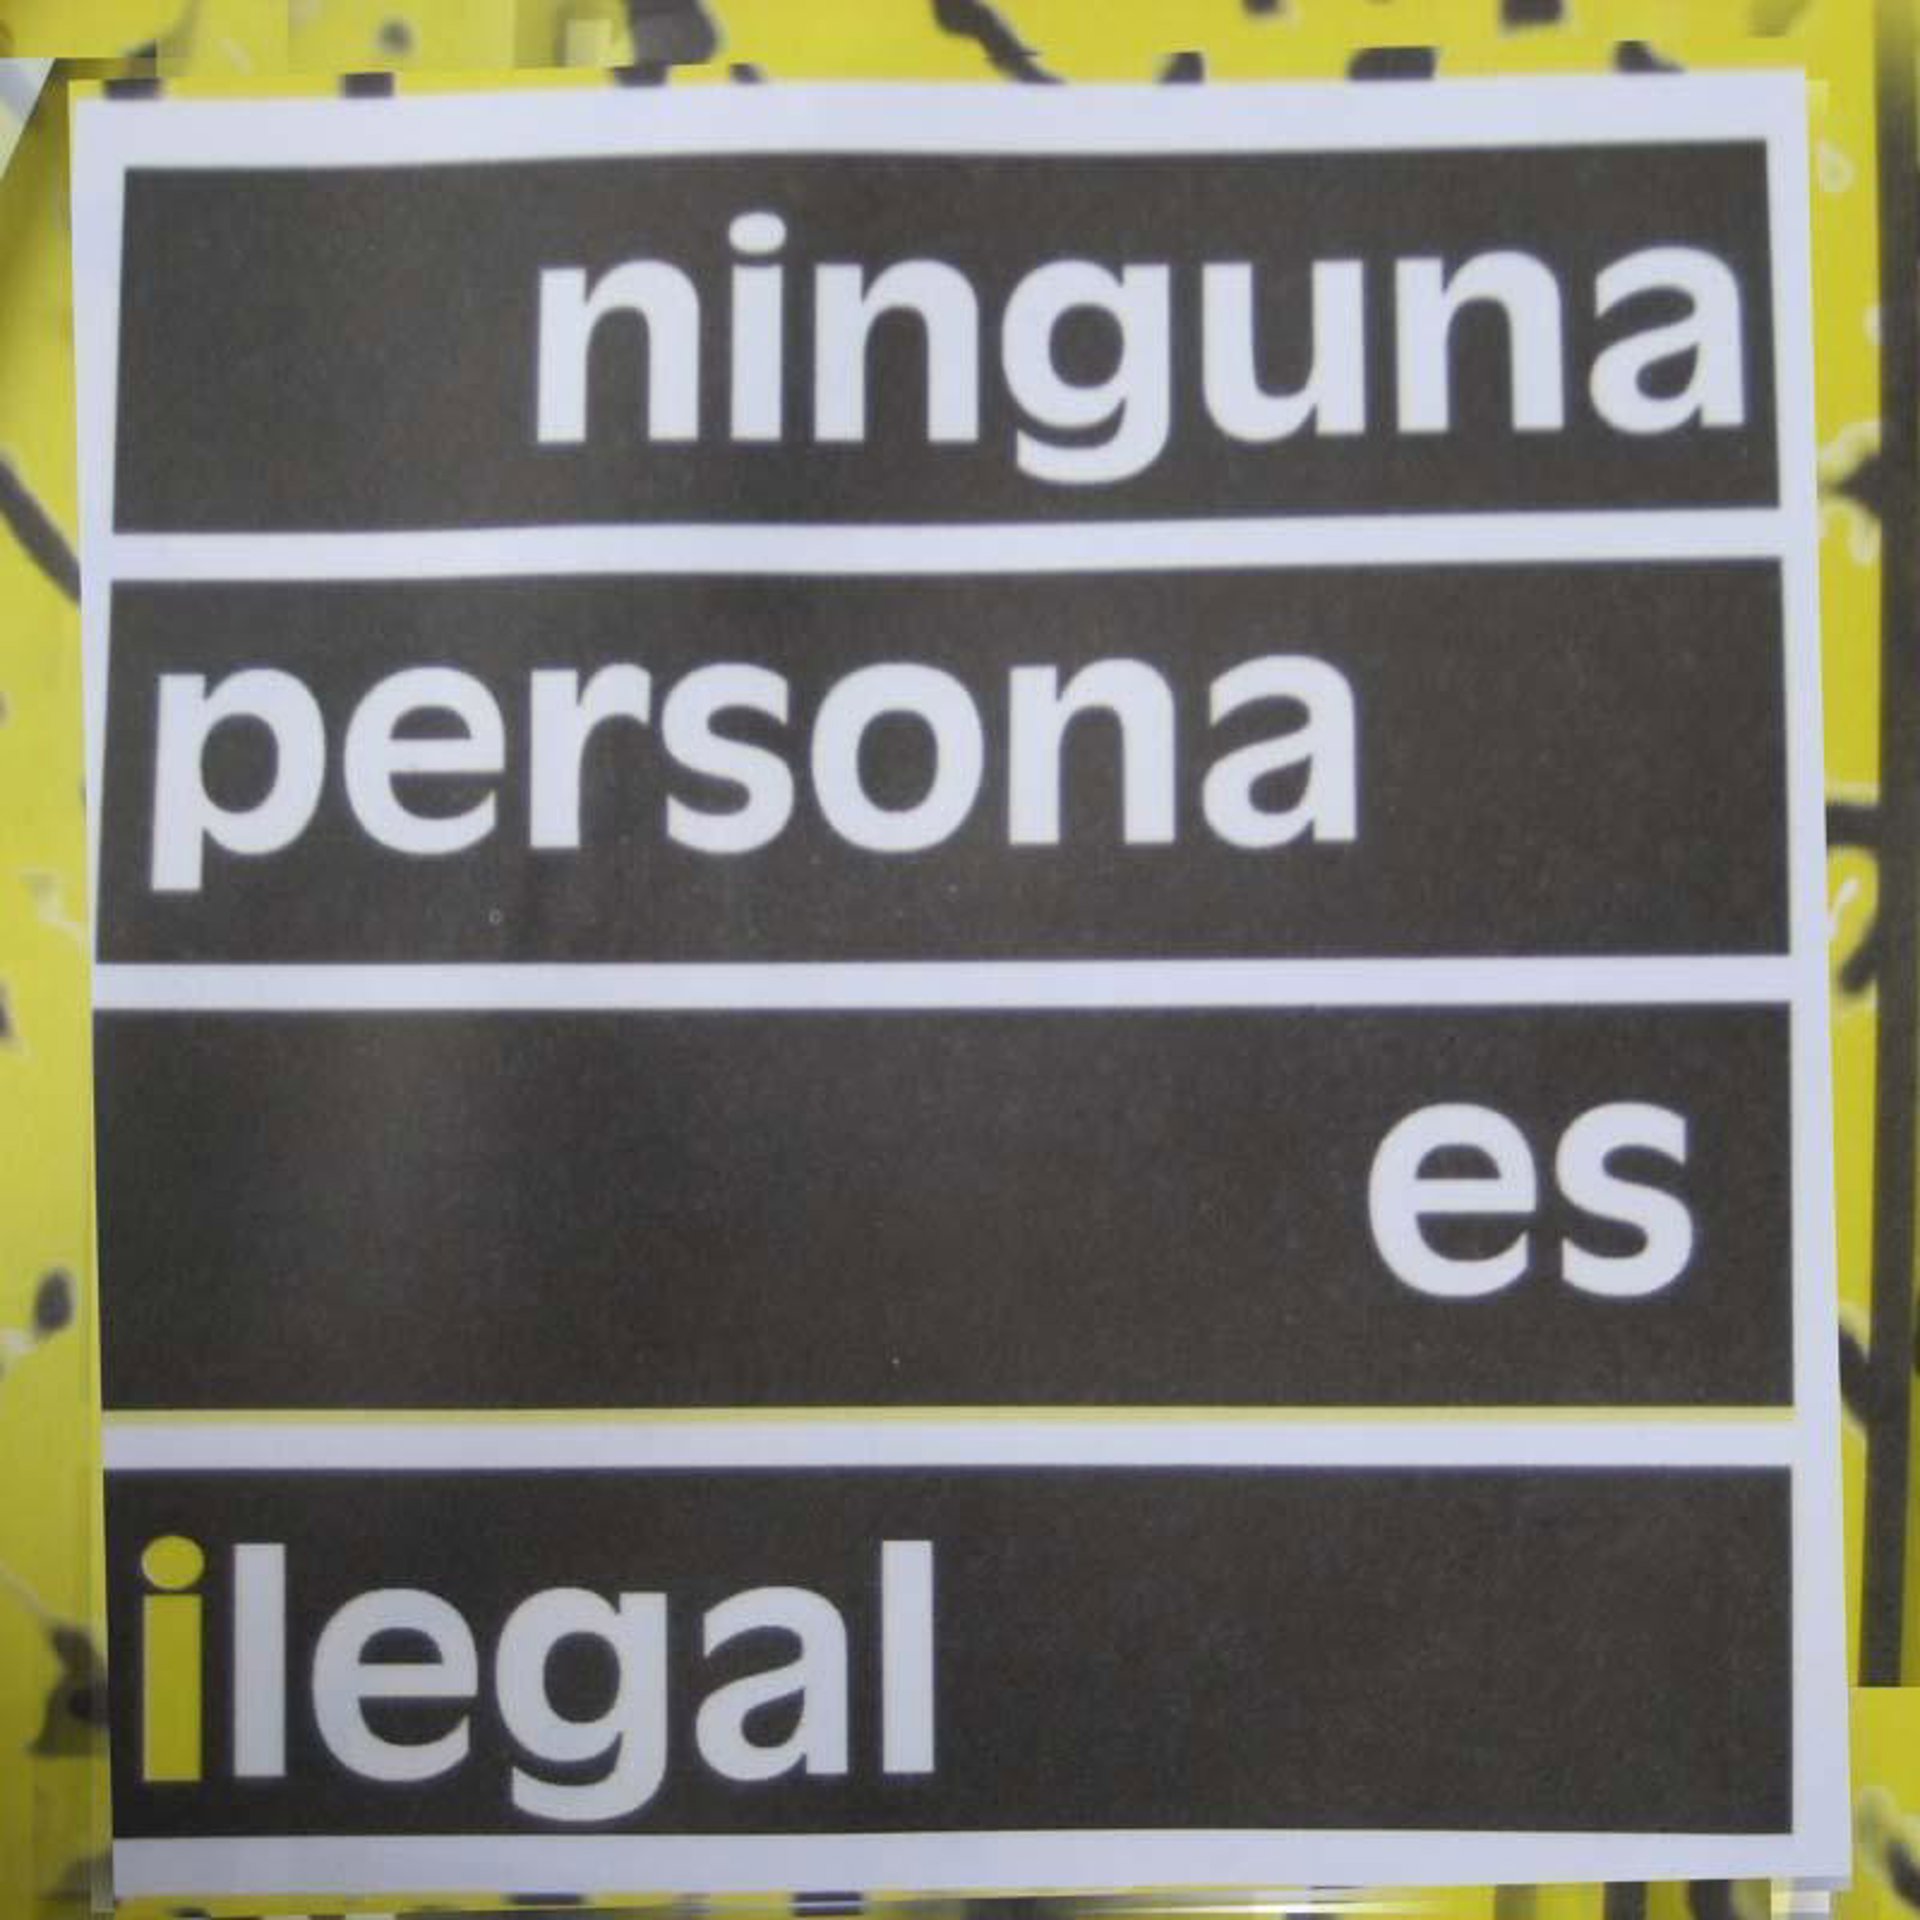 ninguna
persona
es
ilegal